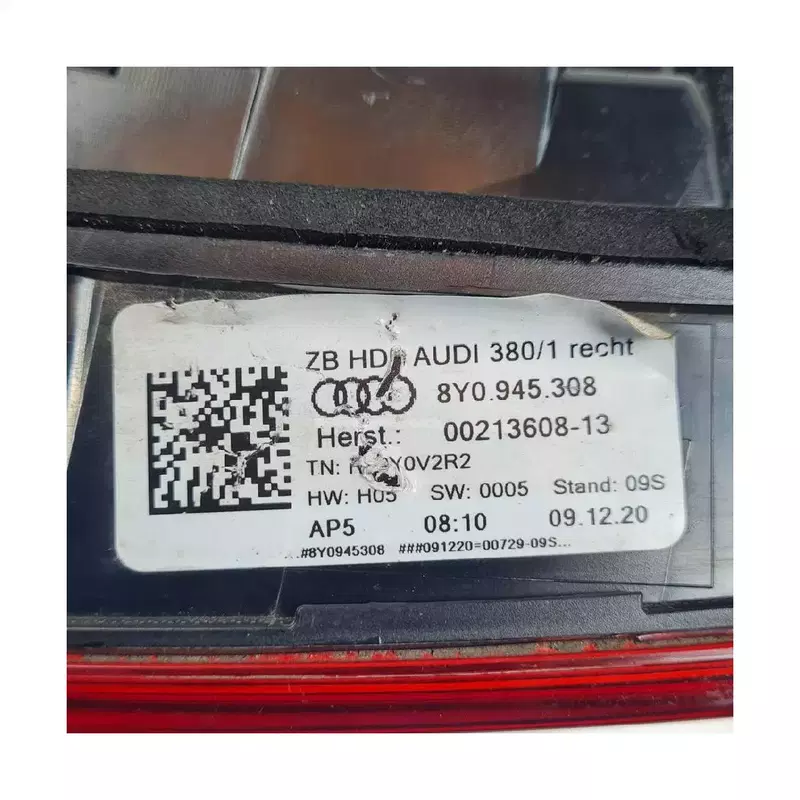 ZB HD AUDI 380/1 recht
8Y0.945.308
Herst.: 00213608-13
TN:
HW: H05 SW: 0005 Stand: 09S
AP5 08:10 09.12.20
#8Y0945308 ###091220=00729-09S...